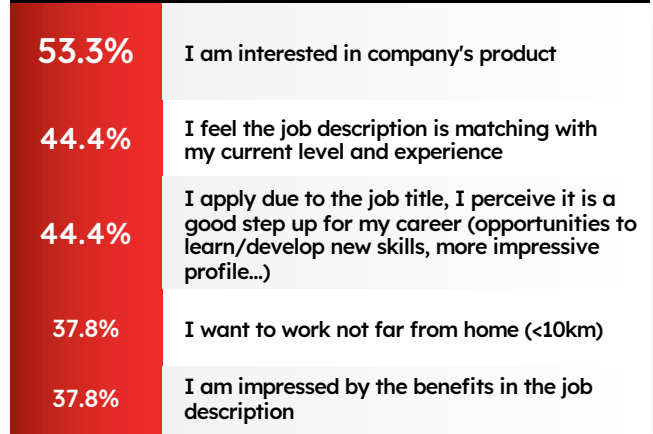 53.3%
I am interested in company's product
44.4%
I feel the job description is matching with
my current level and experience
44.4%
I apply due to the job title, I perceive it is a
good step up for my career (opportunities to
learn/develop new skills, more impressive
profile...)
37.8%
I want to work not far from home (<10km)
37.8%
I am impressed by the benefits in the job
description